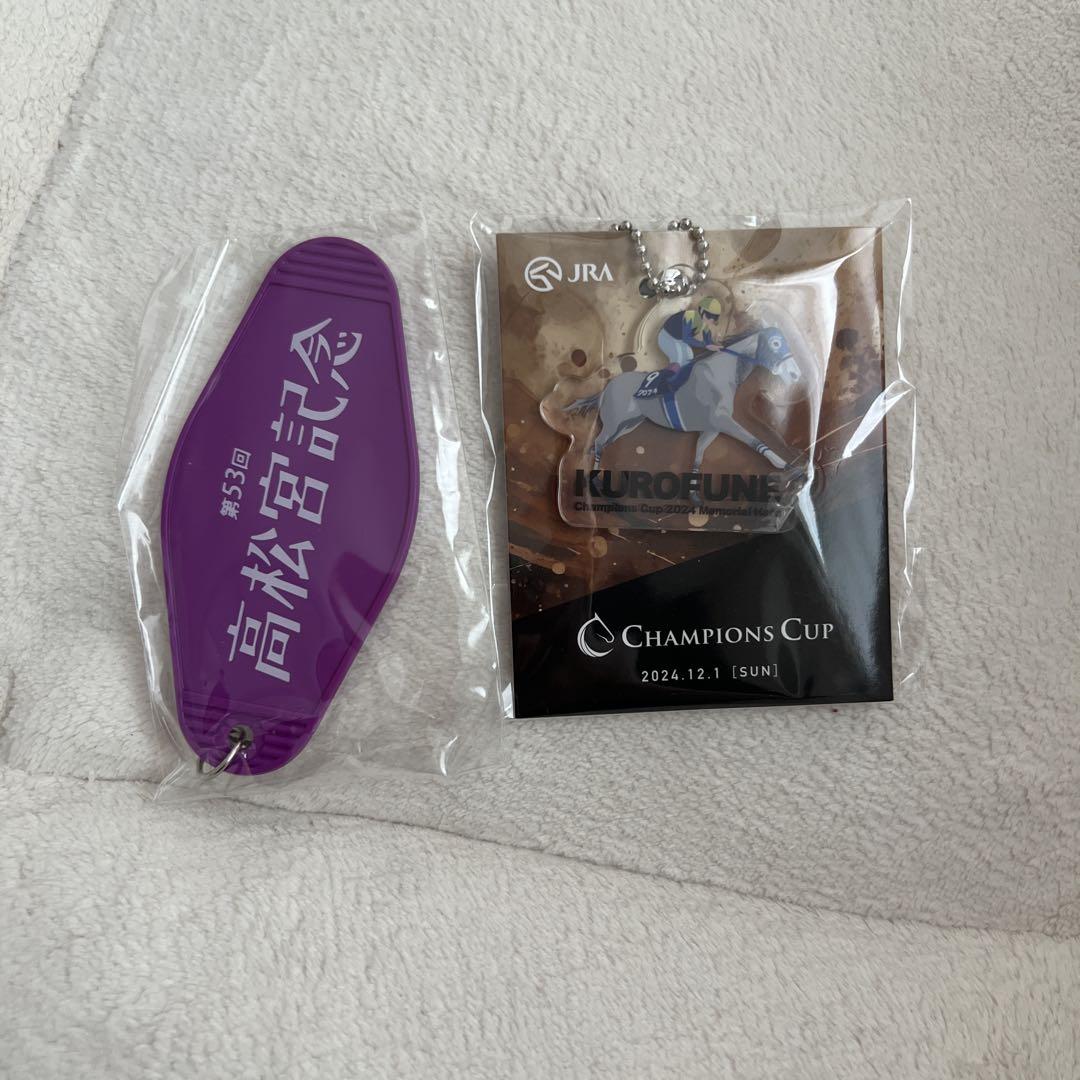 第53回
高松宮記念
JRA
9
2024
KUROFUNE
Champions Cup 2024 Memorial
CHAMPIONS CUP
2024.12.1 [SUN]